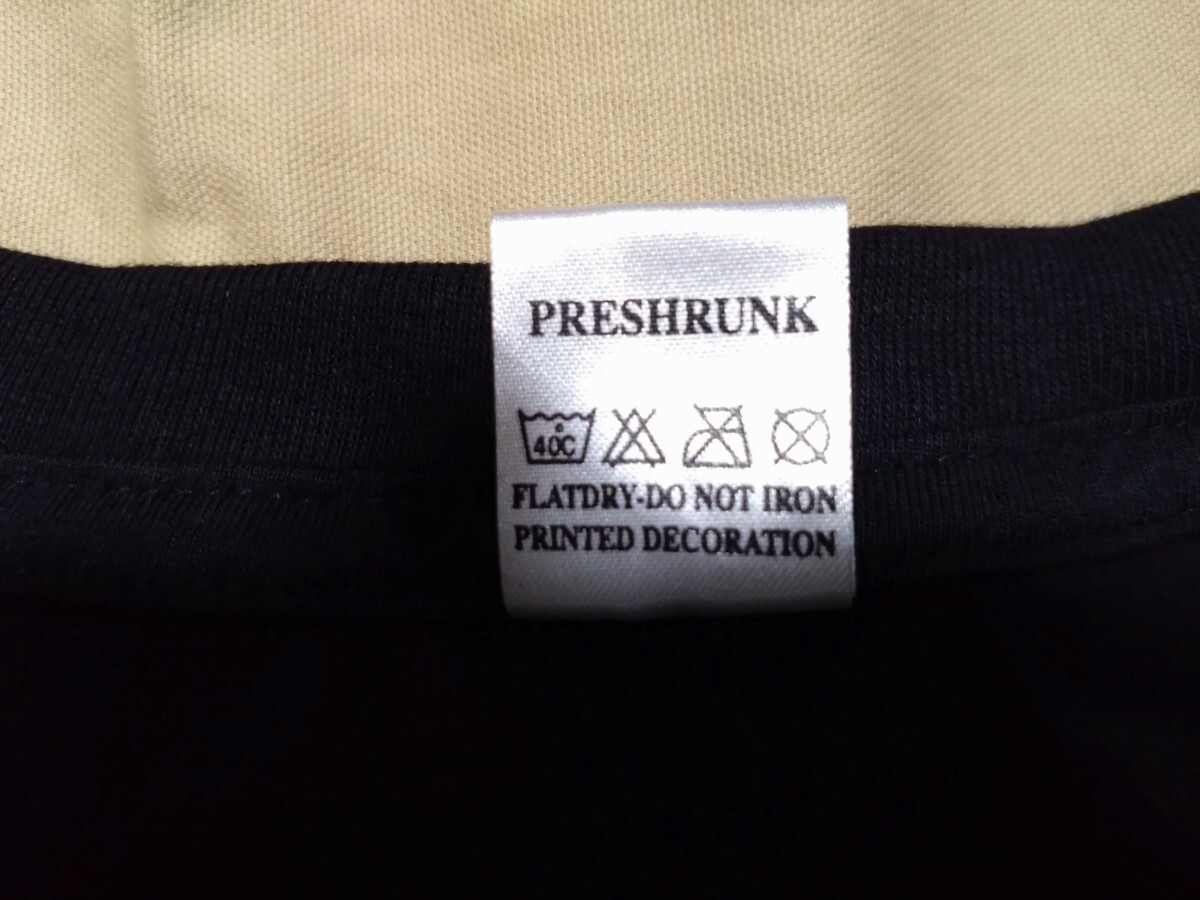 PRESHRUNK
40C
FLATDRY-DO NOT IRON
PRINTED DECORATION